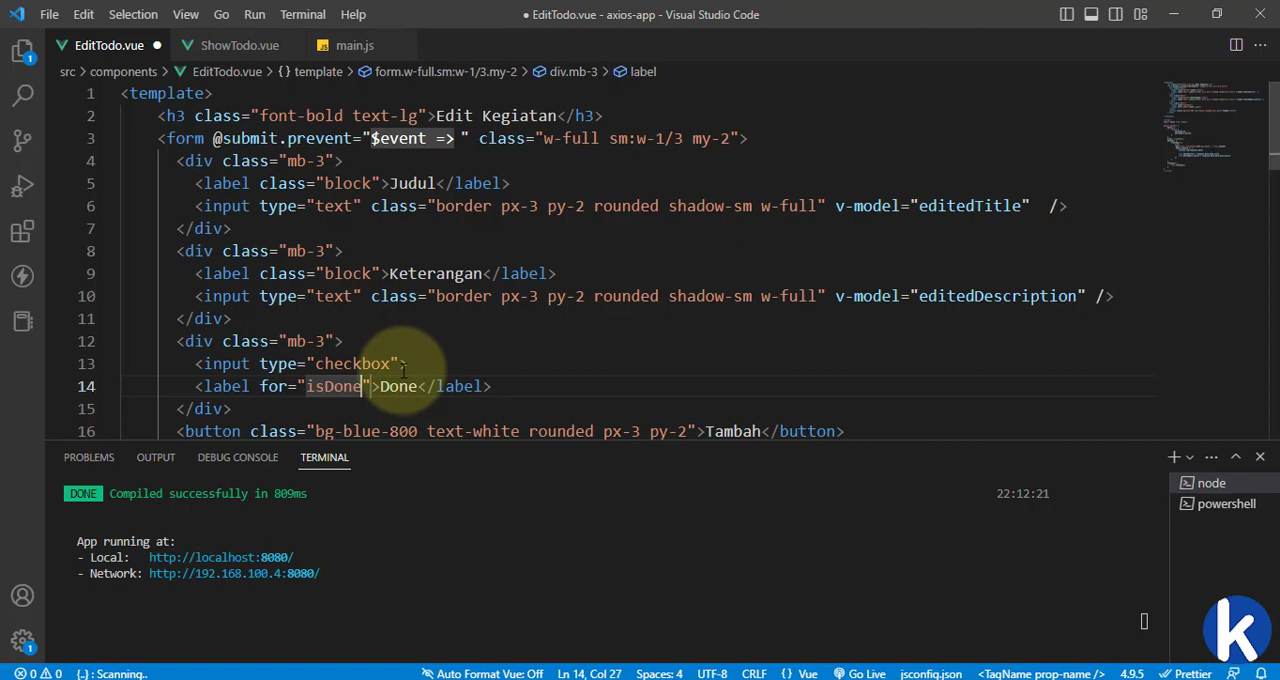 File Edit Selection View Go Run Terminal Help ● EditTodo.vue - axios-app - Visual Studio Code
EditTodo.vue ● ShowTodo.vue JS main.js
src > components > EditTodo.vue > {} template > form.w-full.sm:w-1/3.my-2 > div.mb-3 > label
1 <template>
2 <h3 class="font-bold text-lg">Edit Kegiatan</h3>
3 <form @submit.prevent="$event => " class="w-full sm:w-1/3 my-2">
4 <div class="mb-3">
5 <label class="block">Judul</label>
6 <input type="text" class="border px-3 py-2 rounded shadow-sm w-full" v-model="editedTitle" />
7 </div>
8 <div class="mb-3">
9 <label class="block">Keterangan</label>
10 <input type="text" class="border px-3 py-2 rounded shadow-sm w-full" v-model="editedDescription" />
11 </div>
12 <div class="mb-3">
13 <input type="checkbox">
14 <label for="isDone">Done</label>
15 </div>
16 <button class="bg-blue-800 text-white rounded px-3 py-2">Tambah</button>
PROBLEMS OUTPUT DEBUG CONSOLE TERMINAL
node
powershell
DONE Compiled successfully in 809ms 22:12:21
App running at:
- Local: http://localhost:8080/
- Network: http://192.168.100.4:8080/
k
0 0 {..} : Scanning.. Auto Format Vue: Off Ln 14, Col 27 Spaces: 4 UTF-8 CRLF {} Vue Go Live jsconfig.json <TagName prop-name /> 4.9.5 Prettier